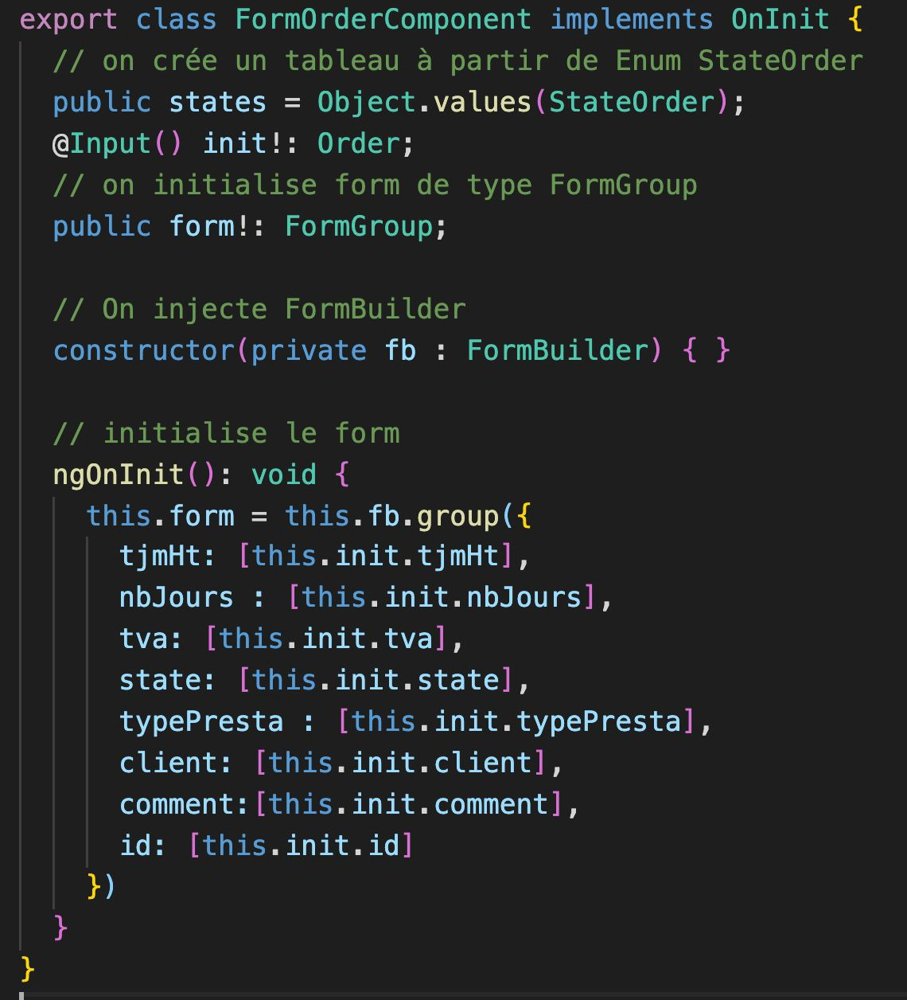 export class FormOrderComponent implements OnInit {
// on crée un tableau à partir de Enum StateOrder
public states = Object.values(StateOrder);
@Input() init!: Order;
// on initialise form de type FormGroup
public form!: FormGroup;
// On injecte FormBuilder
constructor(private fb : FormBuilder) { }
// initialise le form
ngOnInit(): void {
this.form = this.fb.group({
tjmHt: [this.init.tjmHt],
nbJours : [this.init.nbJours],
tva: [this.init.tva],
state: [this.init.state],
typePresta : [this.init.typePresta],
client: [this.init.client],
comment:[this.init.comment],
id: [this.init.id]
})
}
}